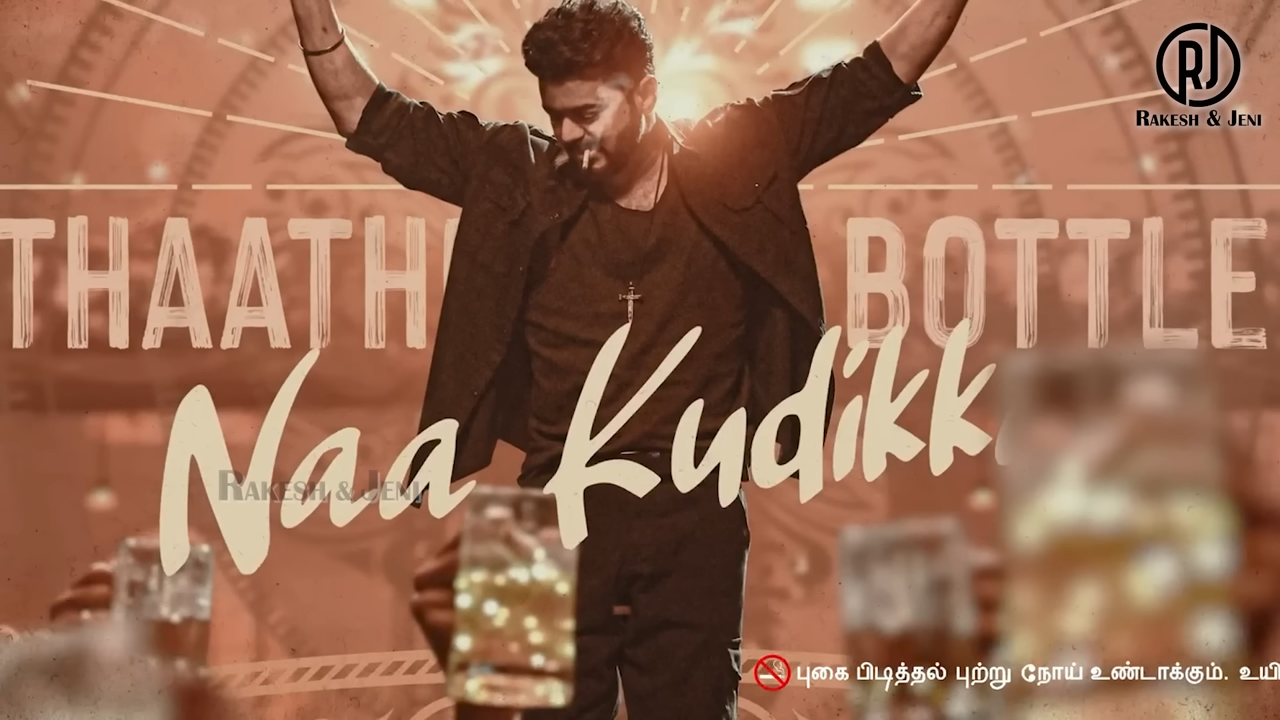 RJ
RAKESH & JENI
THAATH BOTTLE
Naa Kudikk
RAKESH & JENI
புகை பிடித்தல் புற்று நோய் உண்டாக்கும். உயி